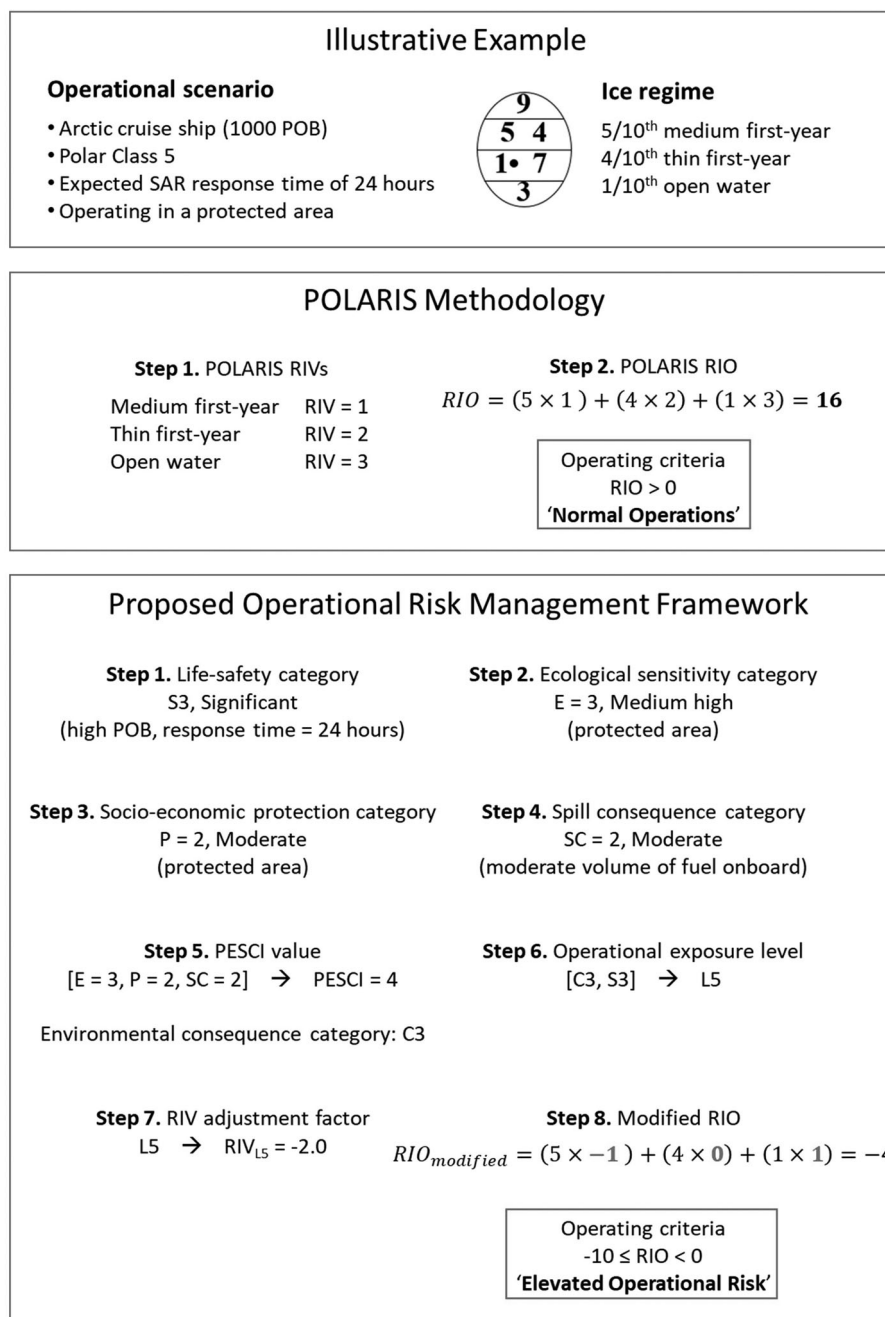 Illustrative Example
Operational scenario
• Arctic cruise ship (1000 POB)
• Polar Class 5
• Expected SAR response time of 24 hours
• Operating in a protected area
9
5 4
1• 7
3
Ice regime
5/10th medium first-year
4/10th thin first-year
1/10th open water
POLARIS Methodology
Step 1. POLARIS RIVs
Medium first-year RIV = 1
Thin first-year RIV = 2
Open water RIV = 3
Step 2. POLARIS RIO
RIO = (5 × 1 ) + (4 × 2) + (1 × 3) = 16
Operating criteria
RIO > 0
‘Normal Operations’
Proposed Operational Risk Management Framework
Step 1. Life-safety category
S3, Significant
(high POB, response time = 24 hours)
Step 2. Ecological sensitivity category
E = 3, Medium high
(protected area)
Step 3. Socio-economic protection category
P = 2, Moderate
(protected area)
Step 4. Spill consequence category
SC = 2, Moderate
(moderate volume of fuel onboard)
Step 5. PESCI value
[E = 3, P = 2, SC = 2] → PESCI = 4
Environmental consequence category: C3
Step 6. Operational exposure level
[C3, S3] → L5
Step 7. RIV adjustment factor
L5 → RIV_L5 = -2.0
Step 8. Modified RIO
RIO_modified = (5 × −1 ) + (4 × 0) + (1 × 1) = −4
Operating criteria
-10 ≤ RIO < 0
‘Elevated Operational Risk’